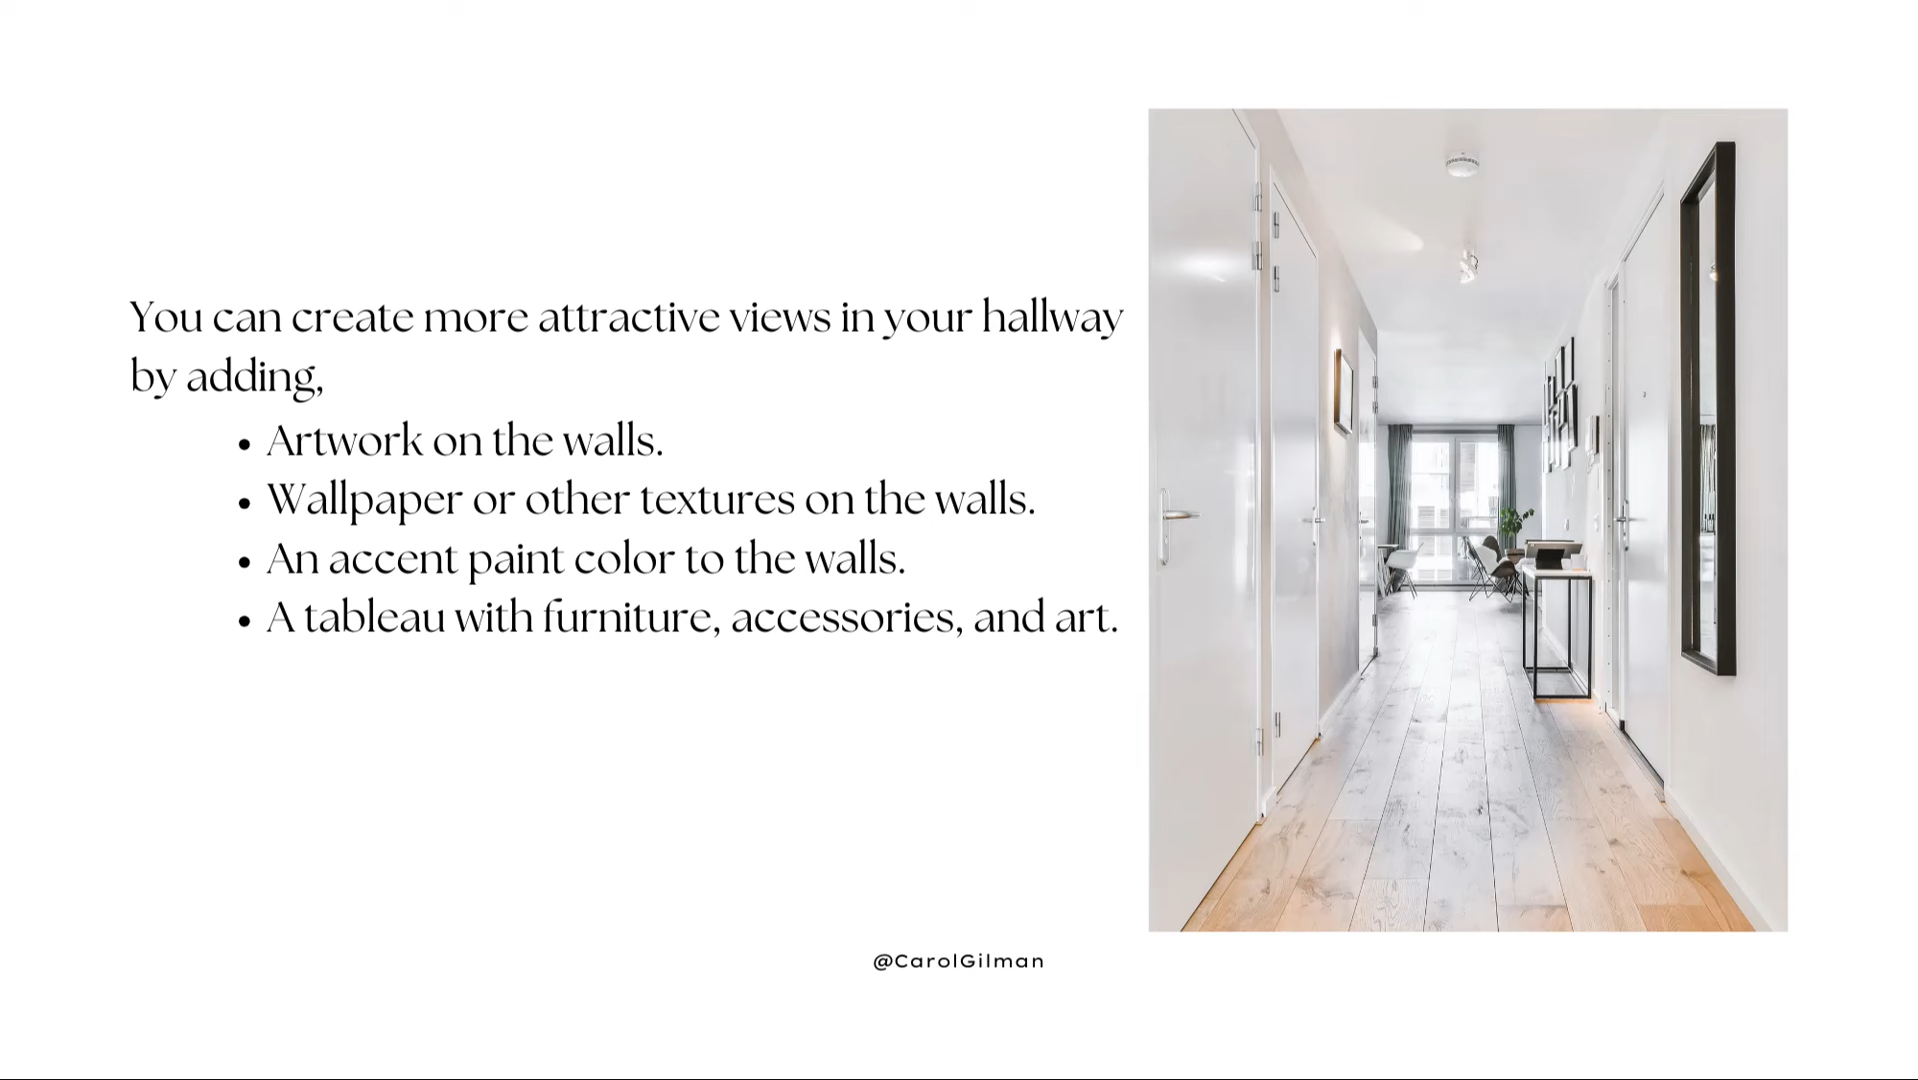 You can create more attractive views in your hallway
by adding,
• Artwork on the walls.
• Wallpaper or other textures on the walls.
• An accent paint color to the walls.
• A tableau with furniture, accessories, and art.
@CarolGilman